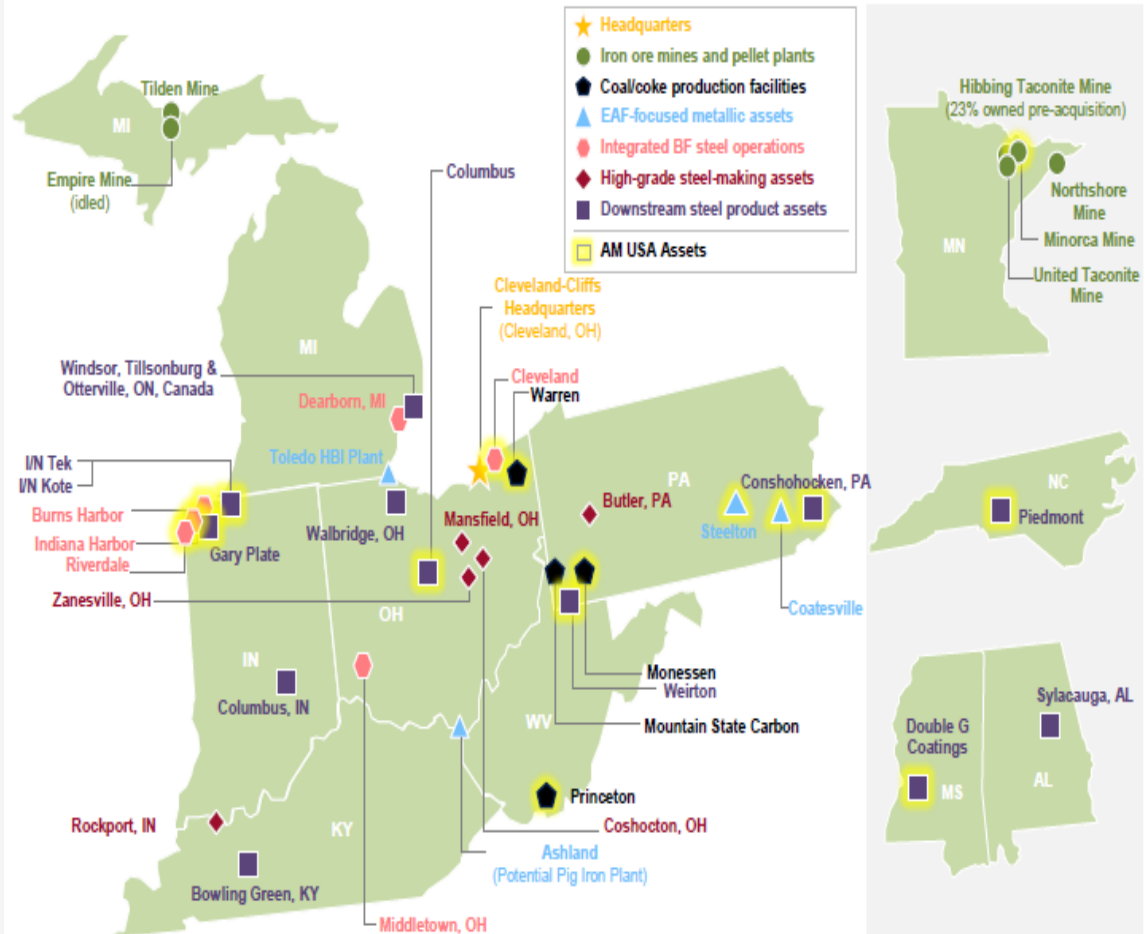 Headquarters
Iron ore mines and pellet plants
Coal/coke production facilities
EAF-focused metallic assets
Integrated BF steel operations
High-grade steel-making assets
Downstream steel product assets
AM USA Assets
Tilden Mine
MI
Empire Mine
(idled)
Columbus
Cleveland-Cliffs
Headquarters
(Cleveland, OH)
MI
Windsor, Tillsonburg &
Otterville, ON, Canada
Dearborn, MI
Cleveland
Warren
Toledo HBI Plant
I/N Tek
I/N Kote
Burns Harbor
Indiana Harbor
Riverdale
Gary Plate
Walbridge, OH
Mansfield, OH
Zanesville, OH
Butler, PA
PA
Conshohocken, PA
Steelton
Coatesville
OH
IN
Columbus, IN
Monessen
Weirton
WV
Mountain State Carbon
Princeton
Rockport, IN
KY
Coshocton, OH
Ashland
(Potential Pig Iron Plant)
Bowling Green, KY
Middletown, OH
Hibbing Taconite Mine
(23% owned pre-acquisition)
Northshore
Mine
MN
Minorca Mine
United Taconite
Mine
NC
Piedmont
Sylacauga, AL
Double G
Coatings
MS
AL